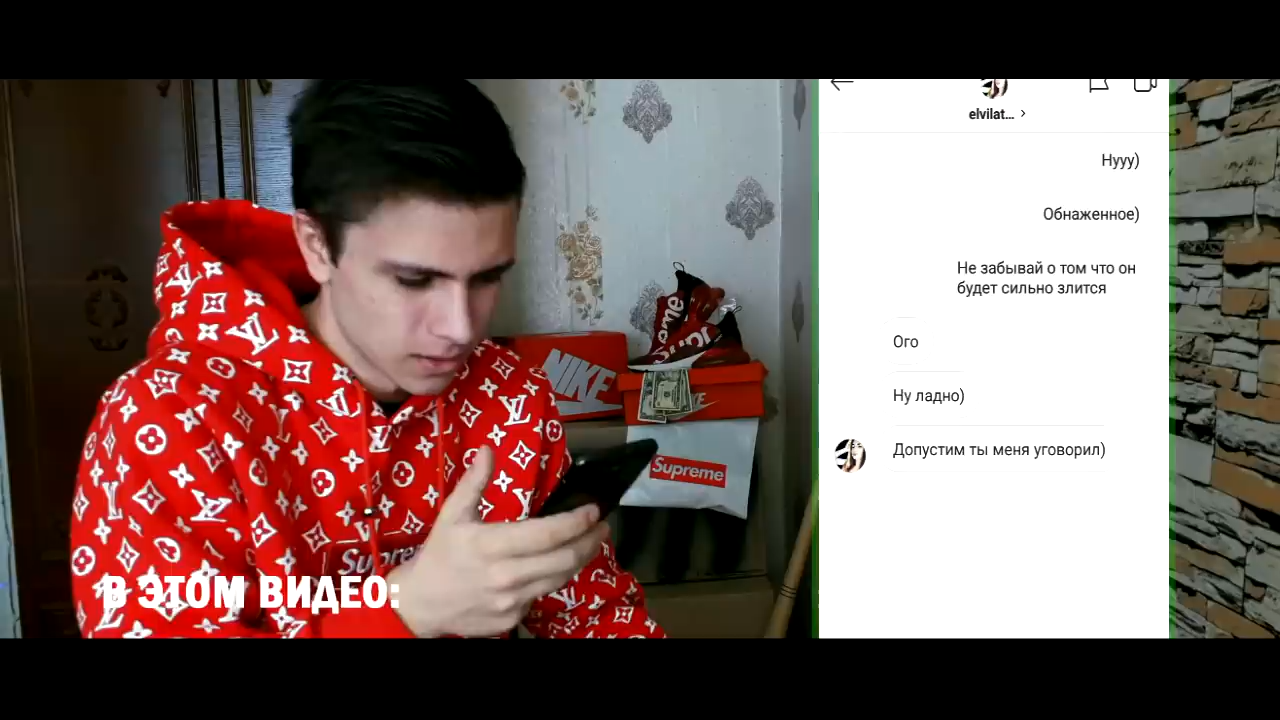 elvilat...
Нууу)
Обнаженное)
Не забывай о том что он
будет сильно злится
Ого
Ну ладно)
Допустим ты меня уговорил)
NIKE
Supreme
Supreme
В ЭТОМ ВИДЕО: